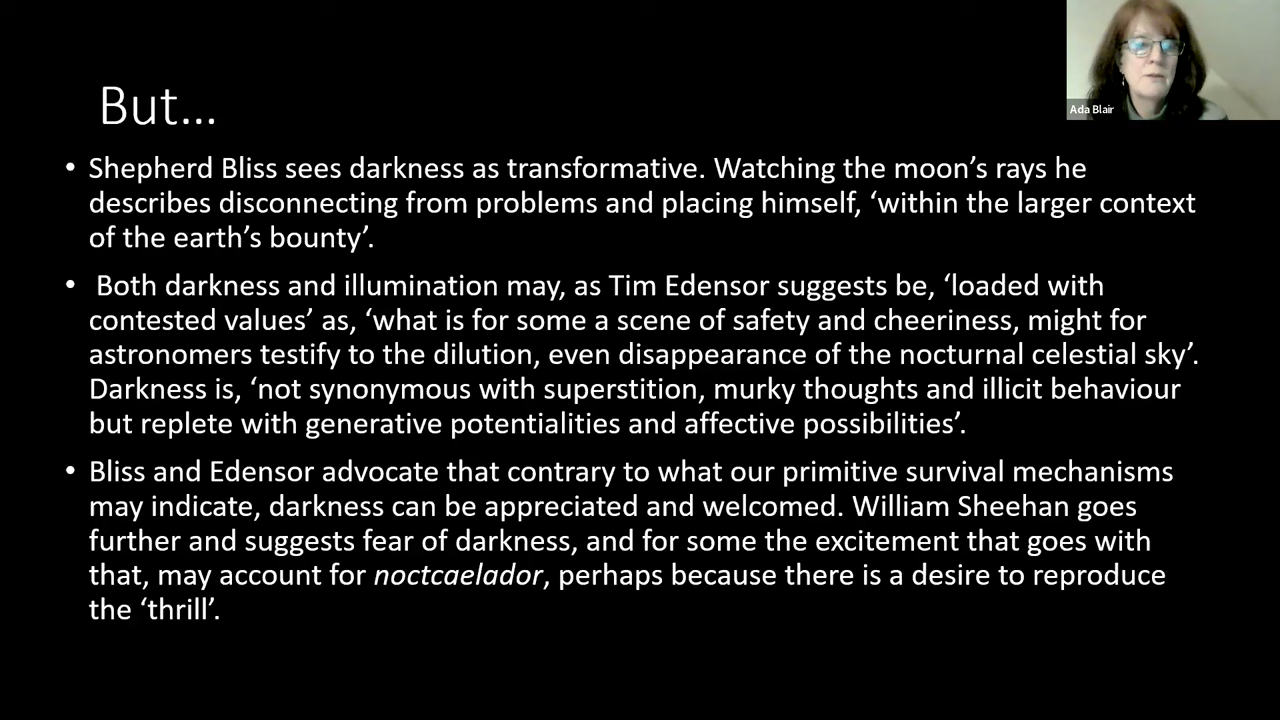 But...
• Shepherd Bliss sees darkness as transformative. Watching the moon’s rays he
describes disconnecting from problems and placing himself, ‘within the larger context
of the earth’s bounty’.
• Both darkness and illumination may, as Tim Edensor suggests be, ‘loaded with
contested values’ as, ‘what is for some a scene of safety and cheeriness, might for
astronomers testify to the dilution, even disappearance of the nocturnal celestial sky’.
Darkness is, ‘not synonymous with superstition, murky thoughts and illicit behaviour
but replete with generative potentialities and affective possibilities’.
• Bliss and Edensor advocate that contrary to what our primitive survival mechanisms
may indicate, darkness can be appreciated and welcomed. William Sheehan goes
further and suggests fear of darkness, and for some the excitement that goes with
that, may account for noctcaelador, perhaps because there is a desire to reproduce
the ‘thrill’.
Ada Blair